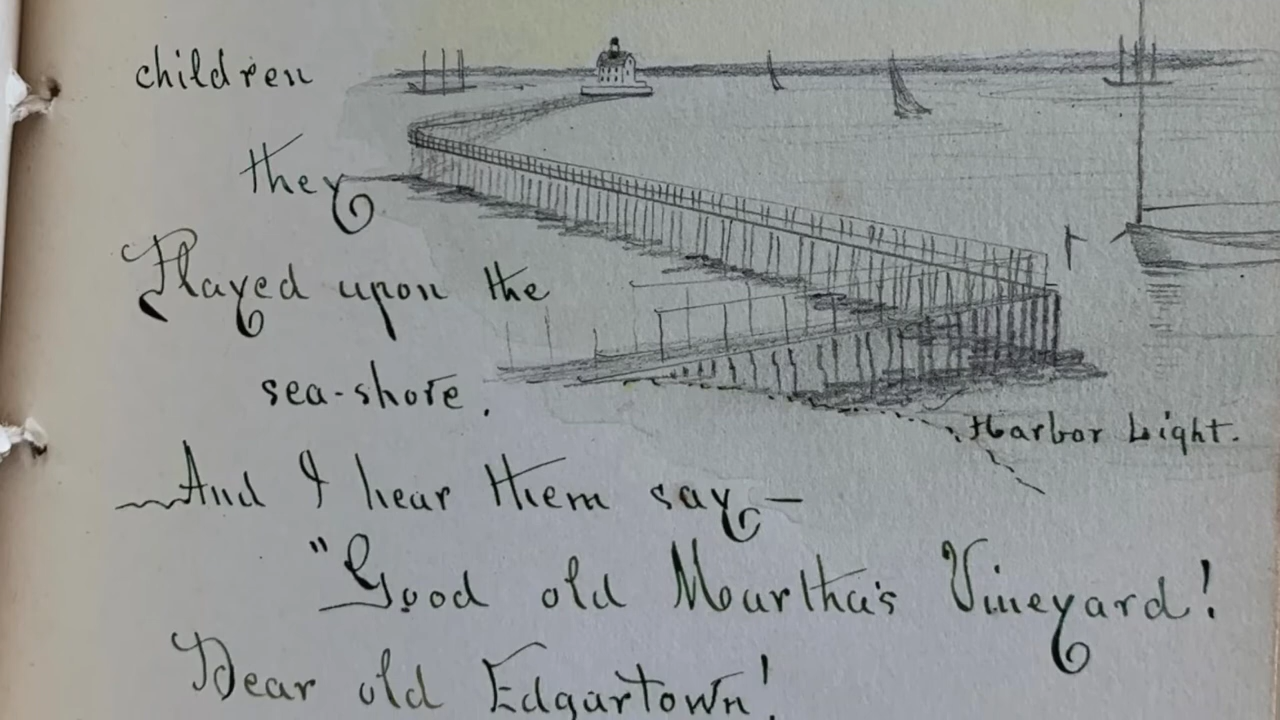 children
they
Played upon the
sea-shore.
Harbor Light.
And I hear them say —
"Good old Martha's Vineyard!
Dear old Edgartown!